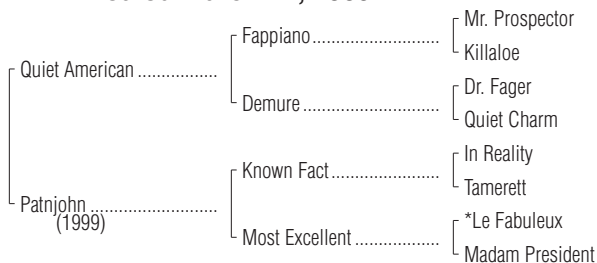 Mr. Prospector
Fappiano
Killaloe
Quiet American
Dr. Fager
Demure
Quiet Charm
In Reality
Known Fact
Tamerett
Patnjohn
(1999)
*Le Fabuleux
Most Excellent
Madam President